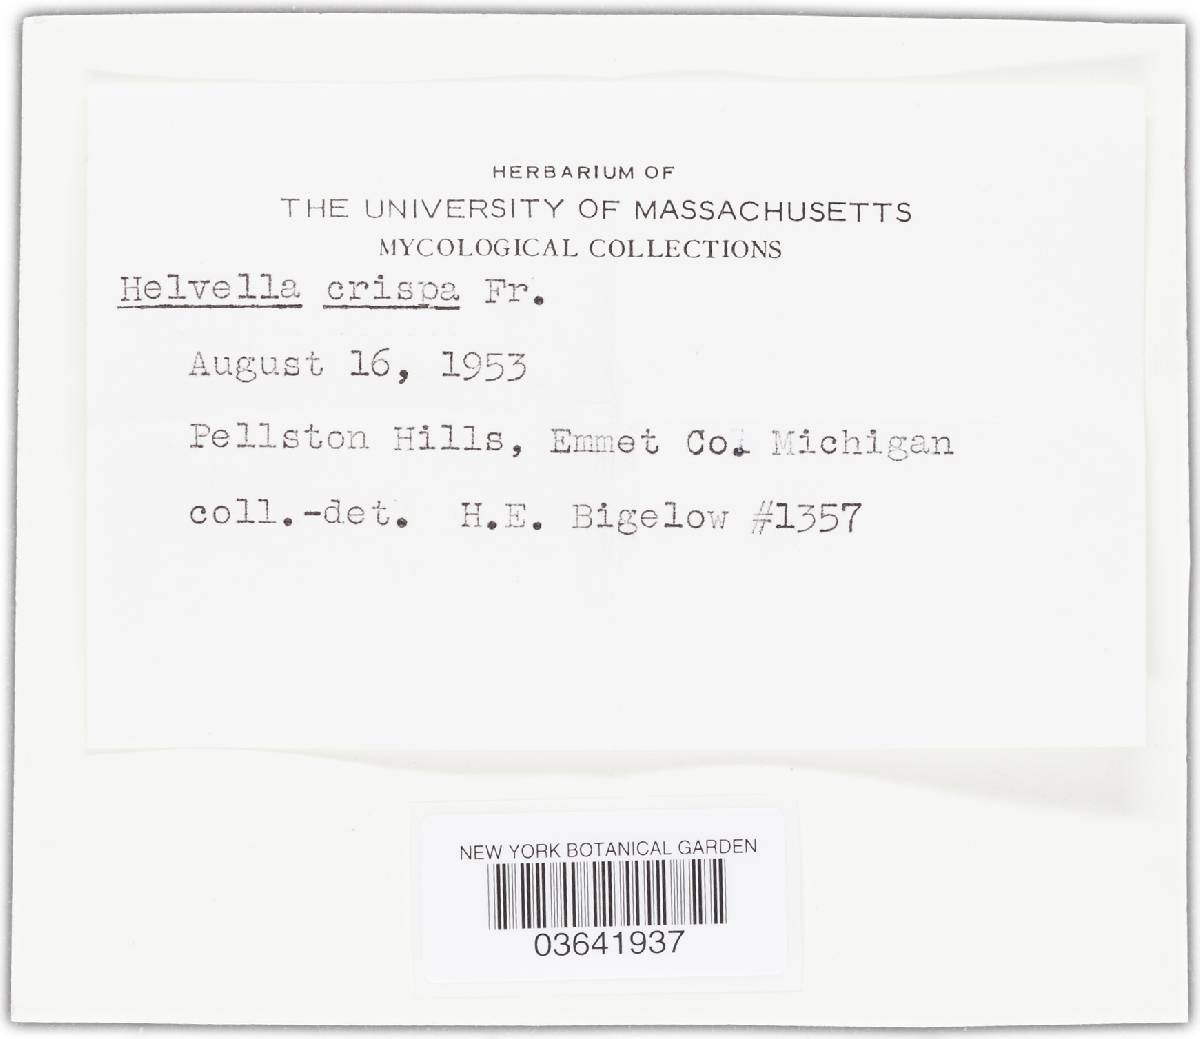 HERBARIUM OF
THE UNIVERSITY OF MASSACHUSETTS
MYCOLOGICAL COLLECTIONS
Helvella crispa Fr.
August 16, 1953
Pellston Hills, Emmet Co. Michigan
coll.-det. H.E. Bigelow #1357
NEW YORK BOTANICAL GARDEN
03641937